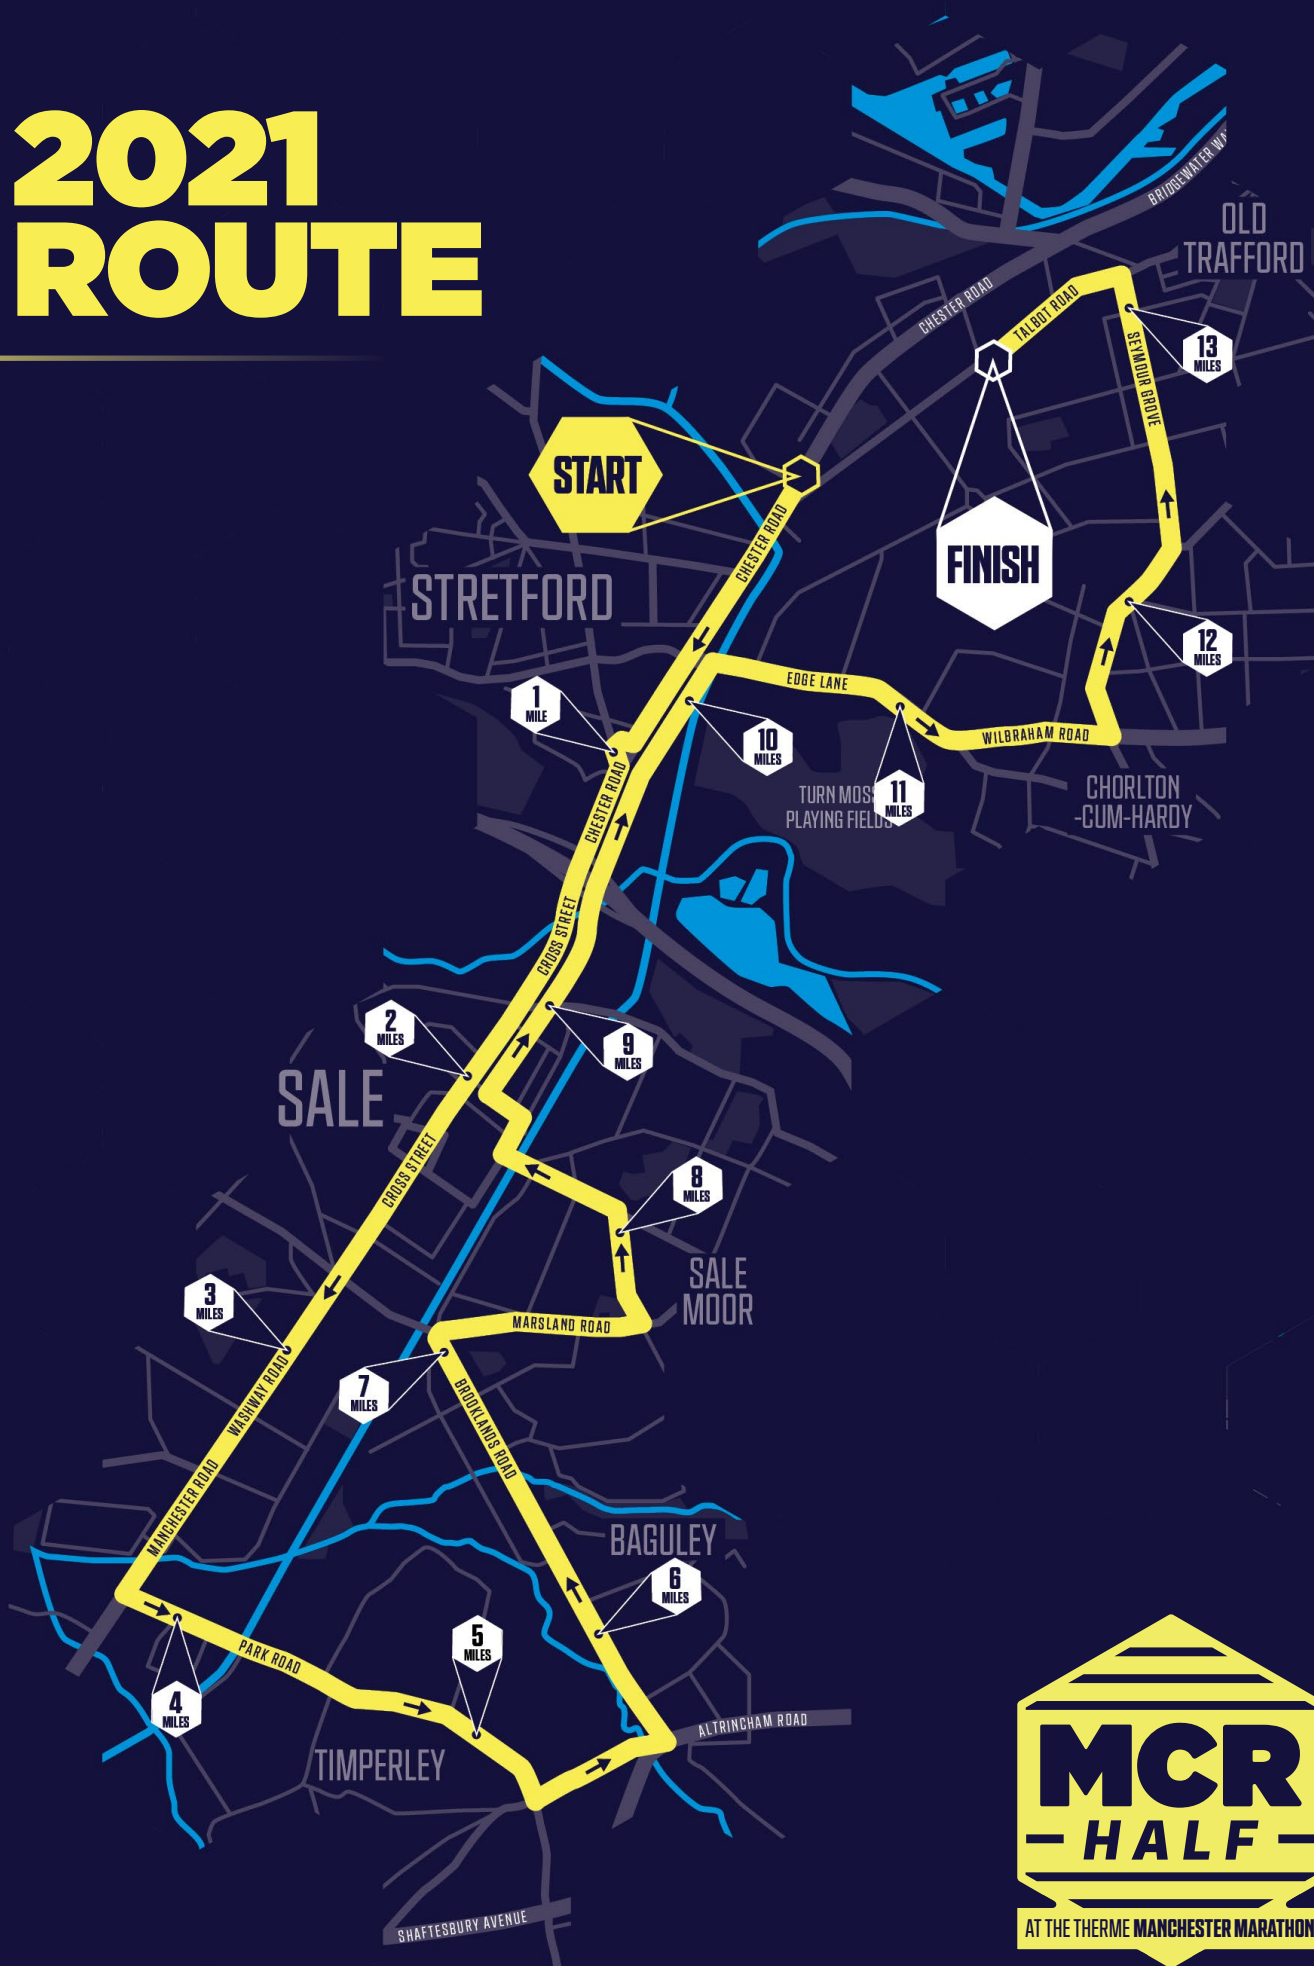 2021
ROUTE
BRIDGEWATER WA
OLD
TRAFFORD
CHESTER ROAD
TALBOT ROAD
13
MILES
SEYMOUR GROVE
START
CHESTER ROAD
FINISH
STRETFORD
12
MILES
1
MILE
EDGE LANE
10
MILES
WILBRAHAM ROAD
11
MILES
TURN MOSS
PLAYING FIELDS
CHORLTON
-CUM-HARDY
CHESTER ROAD
CROSS STREET
2
MILES
9
MILES
SALE
CROSS STREET
8
MILES
SALE
MOOR
3
MILES
MARSLAND ROAD
7
MILES
WASHWAY ROAD
BROOKLANDS ROAD
MANCHESTER ROAD
BAGULEY
6
MILES
5
MILES
PARK ROAD
4
MILES
ALTRINCHAM ROAD
TIMPERLEY
SHAFTESBURY AVENUE
MCR
HALF
AT THE THERME MANCHESTER MARATHON